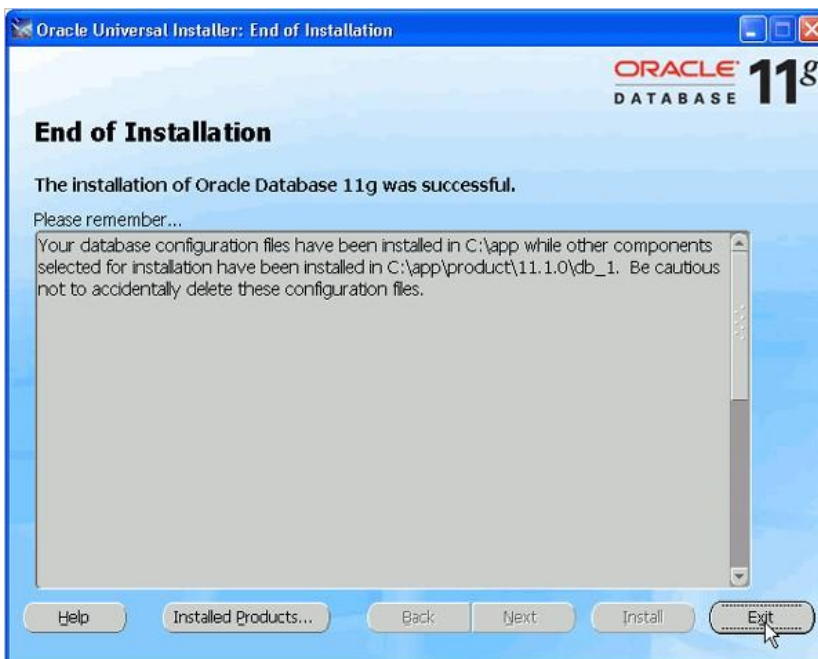 Oracle Universal Installer: End of Installation
ORACLE
DATABASE 11g
End of Installation
The installation of Oracle Database 11g was successful.
Please remember...
Your database configuration files have been installed in C:\app while other components
selected for installation have been installed in C:\app\product\11.1.0\db_1. Be cautious
not to accidentally delete these configuration files.
Help Installed Products... Back Next Install Exit